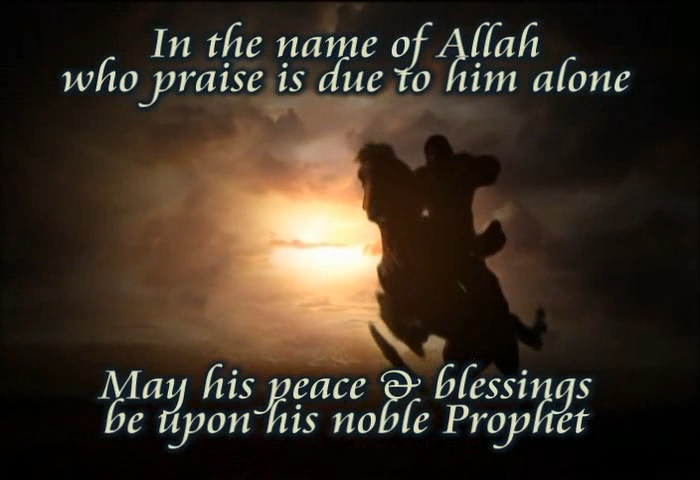 In the name of Allah
who praise is due to him alone
May his peace & blessings
be upon his noble Prophet